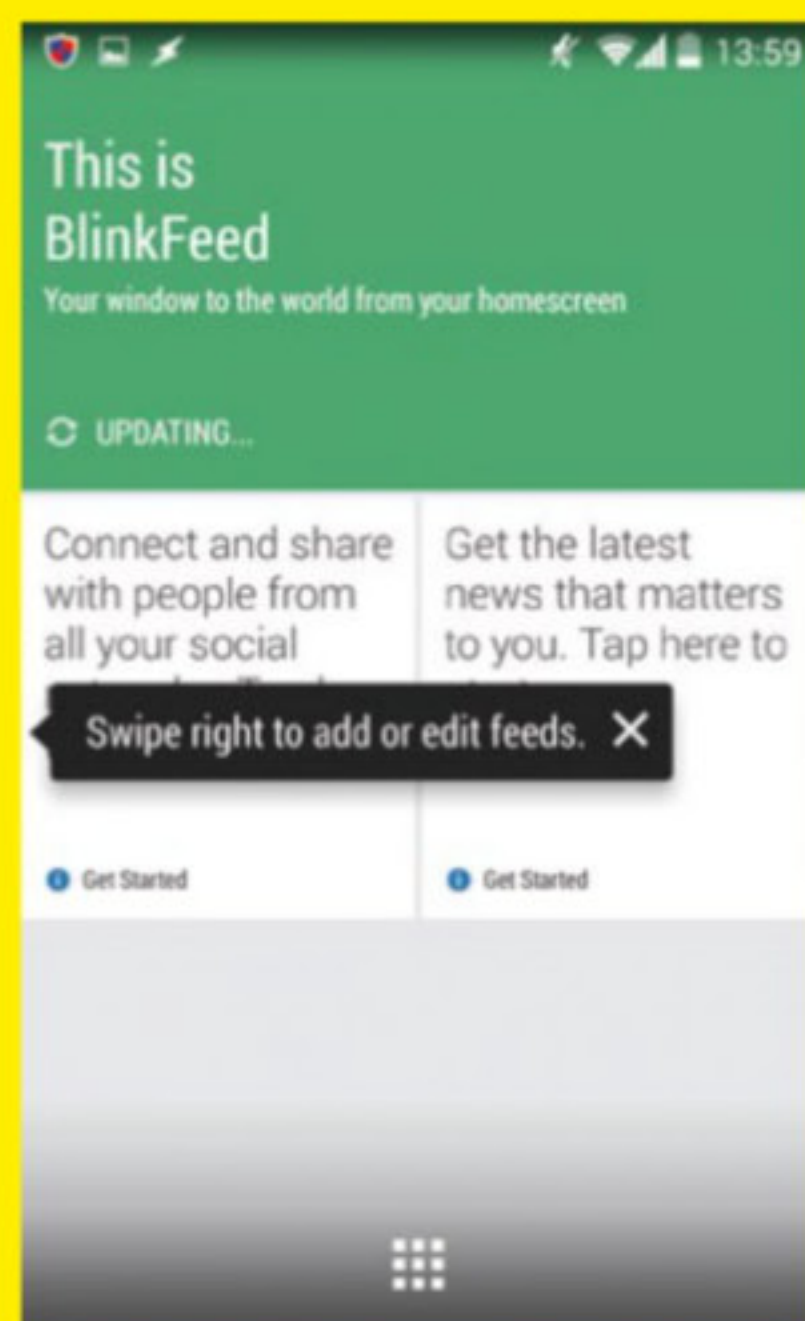 13:59
This is
BlinkFeed
Your window to the world from your homescreen
UPDATING...
Connect and share
with people from
all your social
Get the latest
news that matters
to you. Tap here to
Swipe right to add or edit feeds. X
Get Started
Get Started